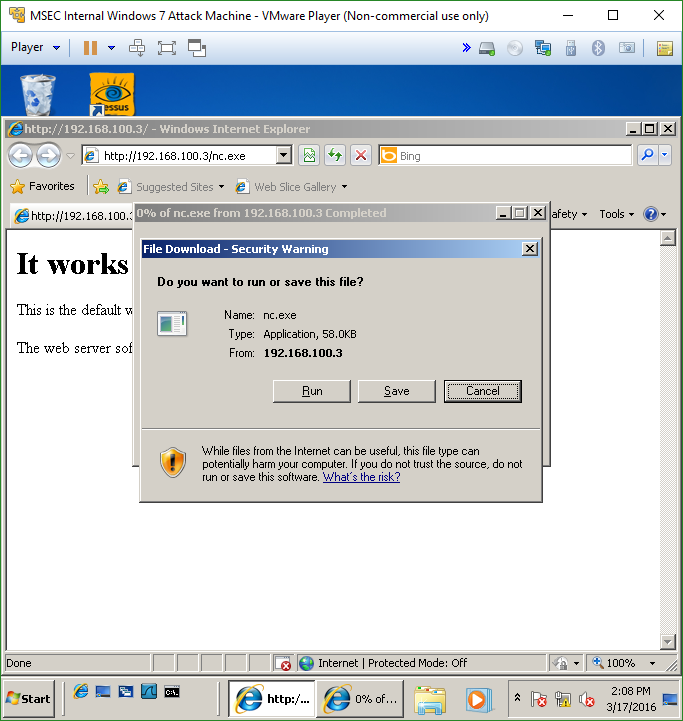 MSEC Internal Windows 7 Attack Machine - VMware Player (Non-commercial use only)
Player
essus
http://192.168.100.3/ - Windows Internet Explorer
http://192.168.100.3/nc.exe
Bing
Favorites
Suggested Sites
Web Slice Gallery
http://192.168.100.3
afety
Tools
0% of nc.exe from 192.168.100.3 Completed
File Download - Security Warning
It works
This is the default w
The web server sof
Do you want to run or save this file?
Name: nc.exe
Type: Application, 58.0KB
From: 192.168.100.3
Run Save Cancel
While files from the Internet can be useful, this file type can
potentially harm your computer. If you do not trust the source, do not
run or save this software. What's the risk?
Done
Internet | Protected Mode: Off
100%
Start
http:/...
0% of...
2:08 PM
3/17/2016